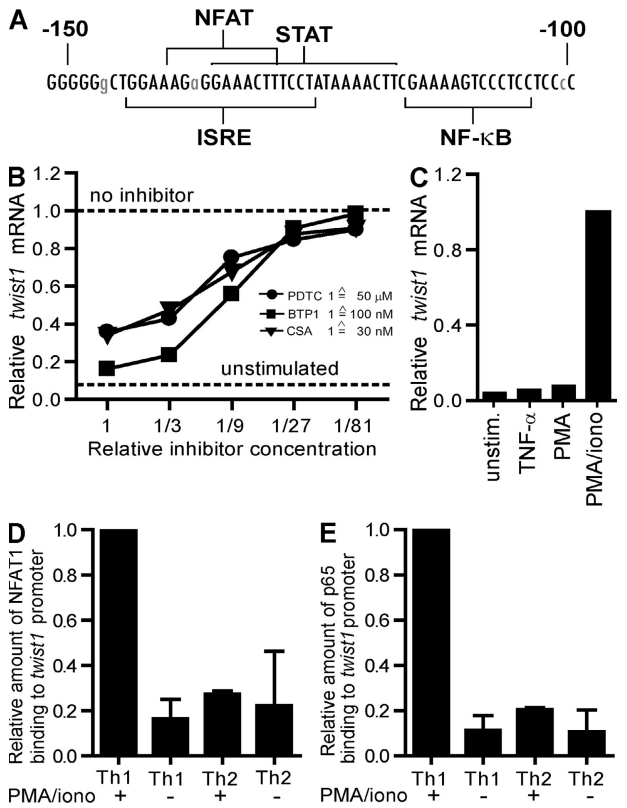 A
-150
NFAT
STAT
-100
GGGGGgCTGGAAAGaGGAAACTTTCCTATAAAACTTCGAAAAGTCCCTCCTCCcC
ISRE
NF-κB
B
Relative twist1 mRNA
1.2
1.0
0.8
0.6
0.4
0.2
0.0
no inhibitor
PDTC 1 ≙ 50 μM
BTP1 1 ≙ 100 nM
CSA 1 ≙ 30 nM
unstimulated
1 1/3 1/9 1/27 1/81
Relative inhibitor concentration
C
Relative twist1 mRNA
1.2
0.8
0.4
0.0
unstim.
TNF-α
PMA
PMA/iono
D
Relative amount of NFAT1
binding to twist1 promoter
1.0
0.8
0.6
0.4
0.2
0.0
Th1 Th1 Th2 Th2
PMA/iono + - + -
E
Relative amount of p65
binding to twist1 promoter
1.0
0.8
0.6
0.4
0.2
0.0
Th1 Th1 Th2 Th2
+ - + -